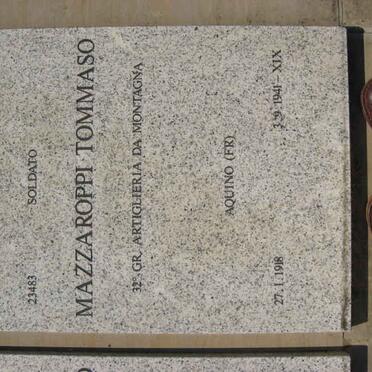 23483 SOLDATO
MAZZAROPPI TOMMASO
32° GR. ARTIGLIERIA DA MONTAGNA
AQUINO (FR)
27.1.1918 3.9.1941 - XIX